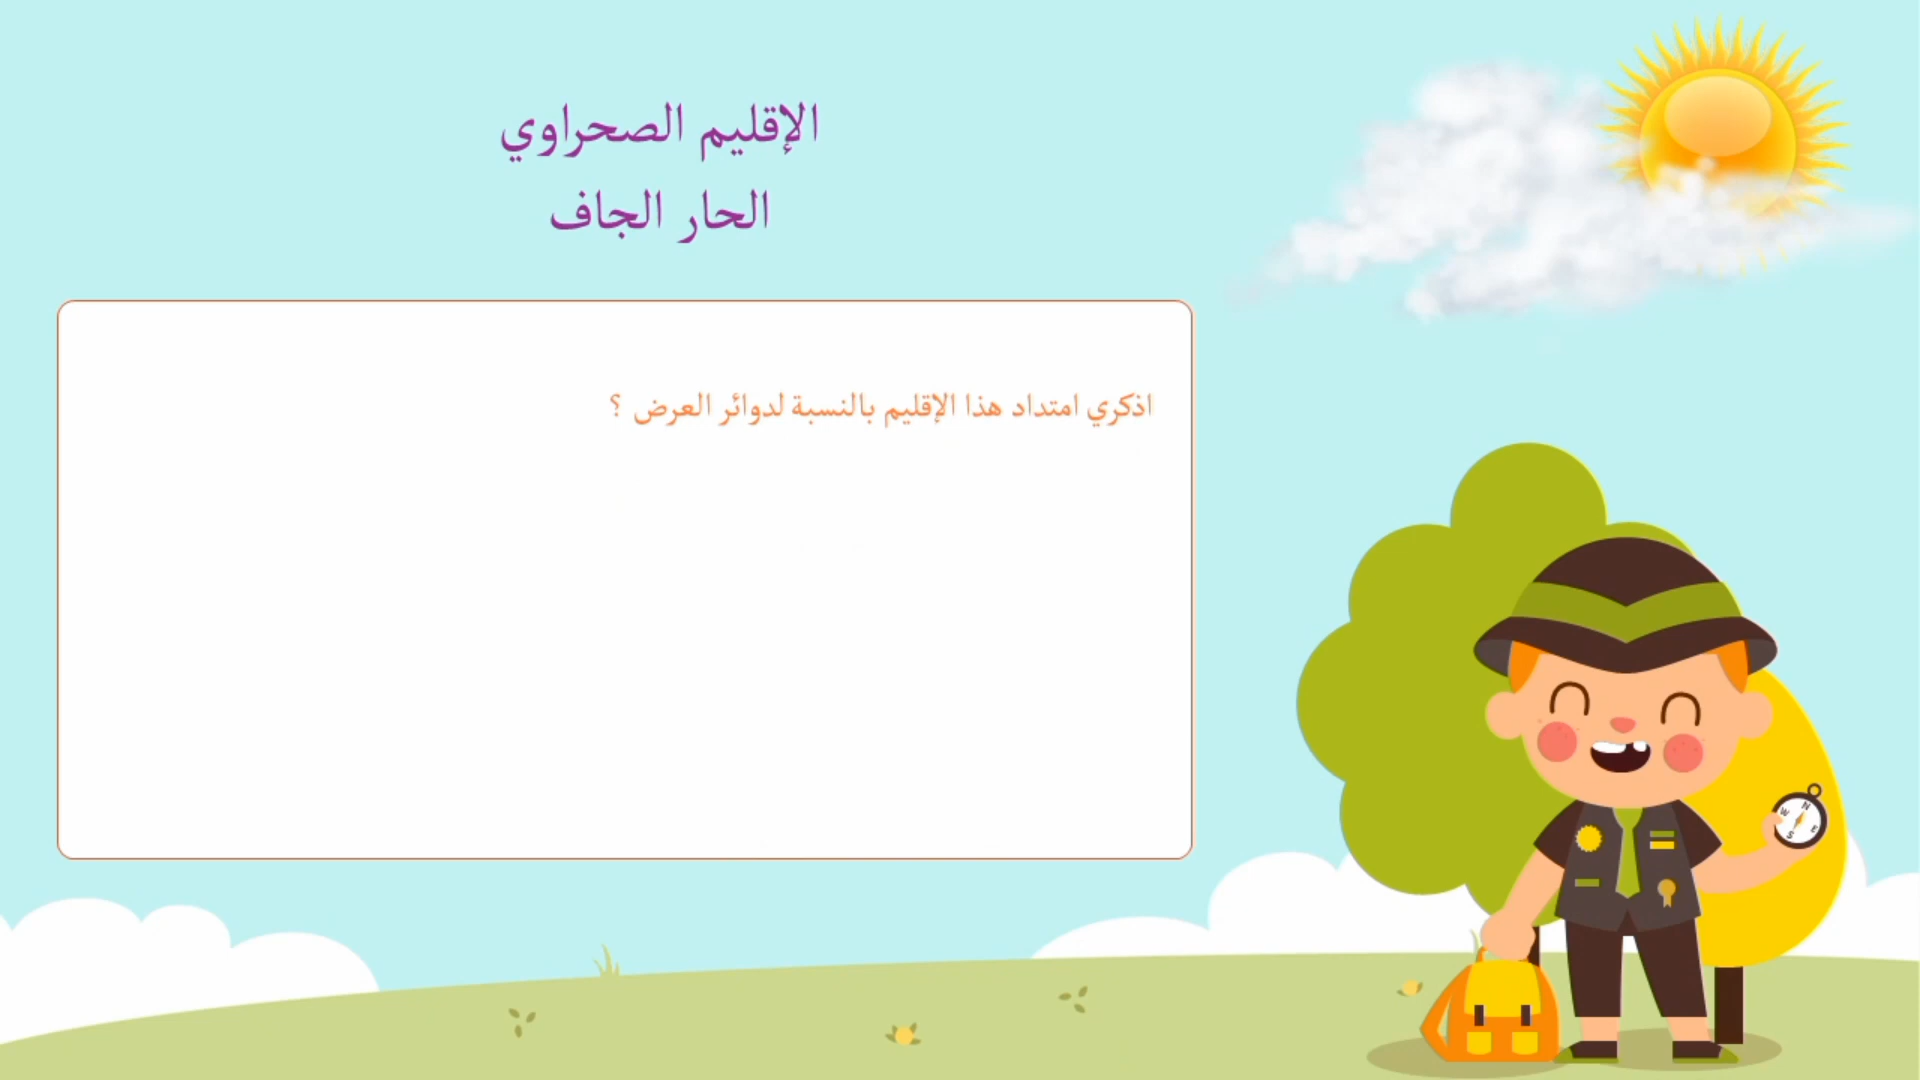 الإقليم الصحراوي
الحار الجاف
اذكري امتداد هذا الإقليم بالنسبة لدوائر العرض ؟
N
W
E
S